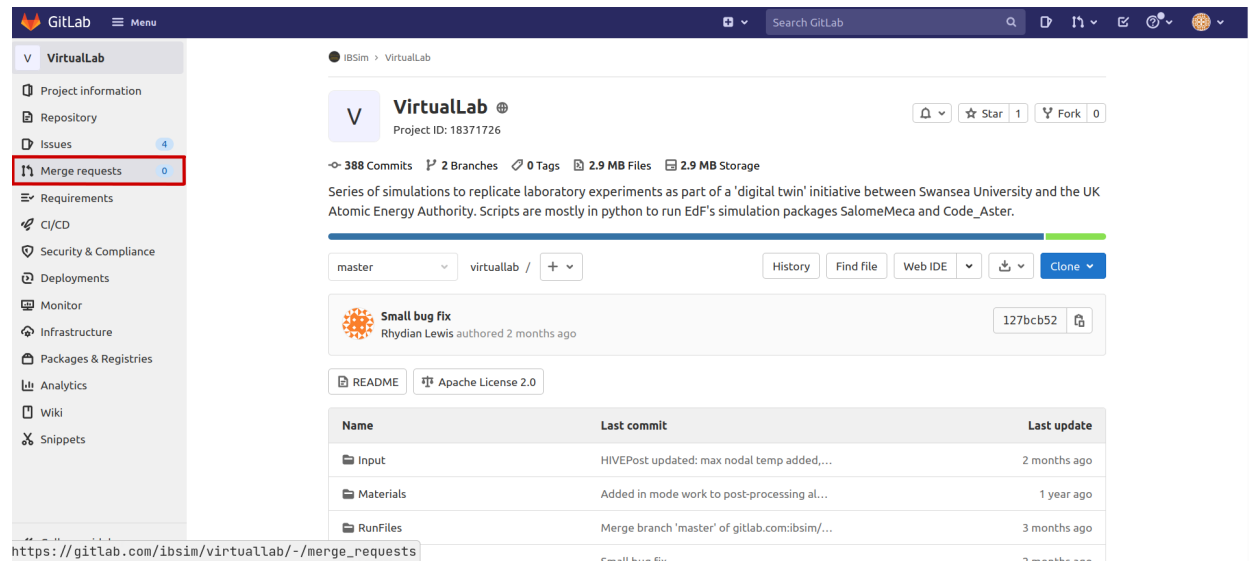 GitLab Menu Search GitLab
V VirtualLab
IBSim > VirtualLab
Project information
Repository
Issues 4
Merge requests 0
Requirements
CI/CD
Security & Compliance
Deployments
Monitor
Infrastructure
Packages & Registries
Analytics
Wiki
Snippets
https://gitlab.com/ibsim/virtuallab/-/merge_requests
V VirtualLab
Project ID: 18371726
Star 1 Fork 0
388 Commits 2 Branches 0 Tags 2.9 MB Files 2.9 MB Storage
Series of simulations to replicate laboratory experiments as part of a 'digital twin' initiative between Swansea University and the UK
Atomic Energy Authority. Scripts are mostly in python to run EdF's simulation packages SalomeMeca and Code_Aster.
master virtuallab / + History Find file Web IDE Clone
Small bug fix
Rhydian Lewis authored 2 months ago 127bcb52
README Apache License 2.0
Name Last commit Last update
Input HIVEPost updated: max nodal temp added,... 2 months ago
Materials Added in mode work to post-processing al... 1 year ago
RunFiles Merge branch 'master' of gitlab.com:ibsim/... 3 months ago
Small bug fix 2 months ago